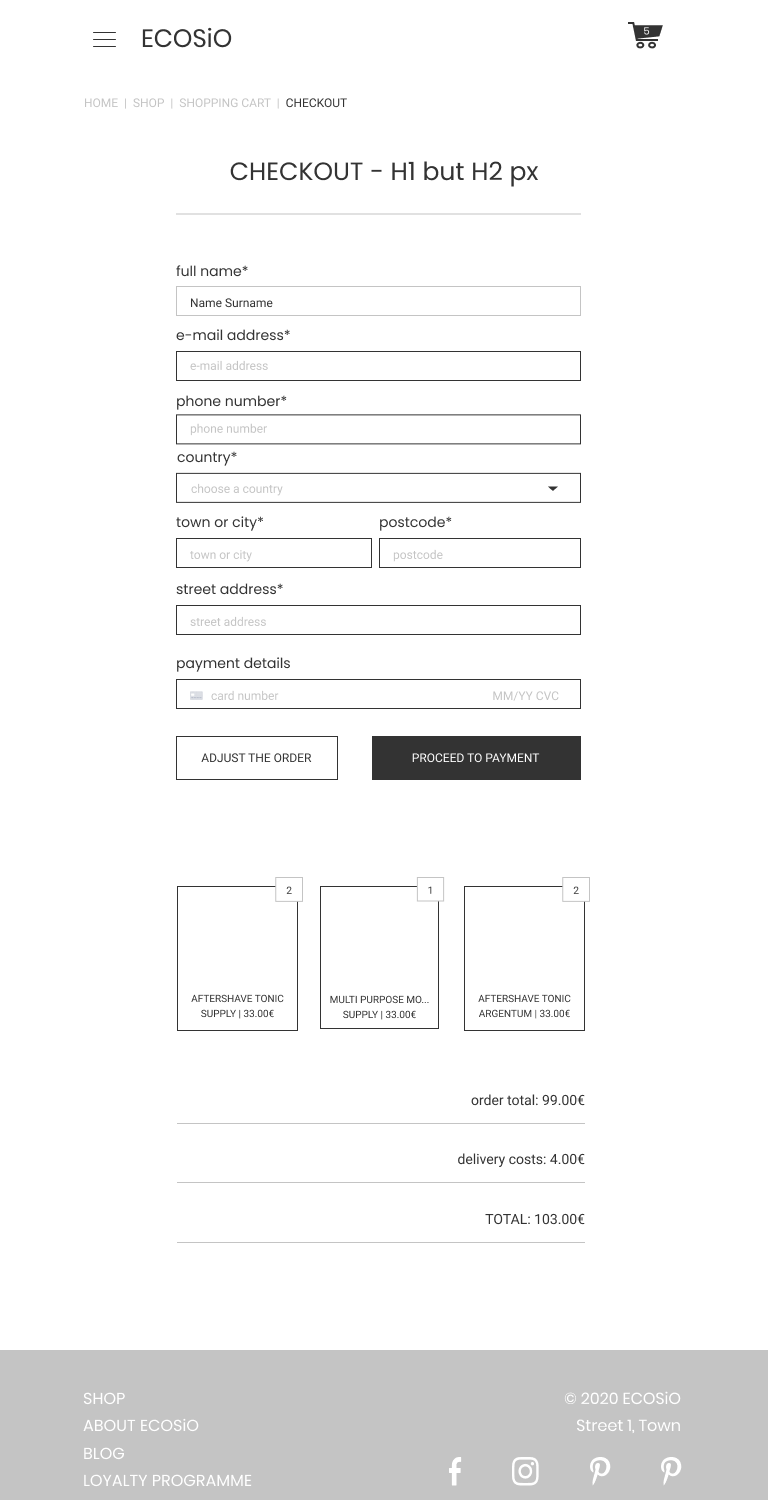 ECOSiO
5
HOME | SHOP | SHOPPING CART | CHECKOUT
CHECKOUT - H1 but H2 px
full name*
Name Surname
e-mail address*
e-mail address
phone number*
phone number
country*
choose a country
town or city* postcode*
town or city postcode
street address*
street address
payment details
card number MM/YY CVC
ADJUST THE ORDER PROCEED TO PAYMENT
2 1 2
AFTERSHAVE TONIC MULTI PURPOSE MO... AFTERSHAVE TONIC
SUPPLY | 33.00€ SUPPLY | 33.00€ ARGENTUM | 33.00€
order total: 99.00€
delivery costs: 4.00€
TOTAL: 103.00€
SHOP © 2020 ECOSiO
ABOUT ECOSiO Street 1, Town
BLOG
LOYALTY PROGRAMME